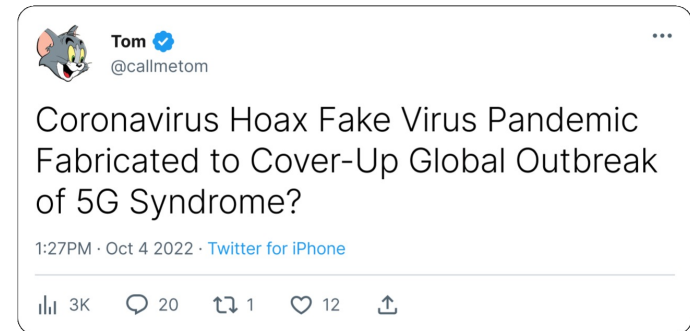 Tom
@callmetom
Coronavirus Hoax Fake Virus Pandemic
Fabricated to Cover-Up Global Outbreak
of 5G Syndrome?
1:27PM · Oct 4 2022 · Twitter for iPhone
3K 20 1 12